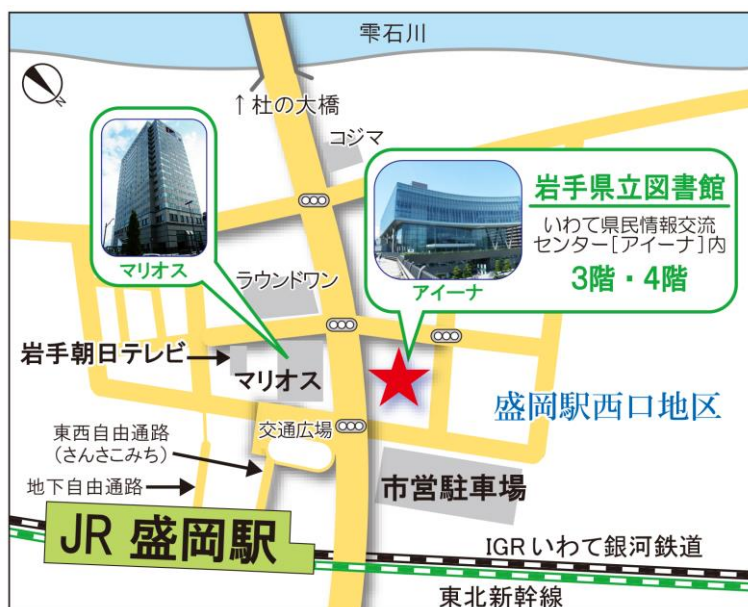 雫石川
N
↑杜の大橋
コジマ
岩手県立図書館
いわて県民情報交流
センター[アイーナ]内
3階・4階
マリオス
アイーナ
ラウンドワン
岩手朝日テレビ
マリオス
盛岡駅西口地区
東西自由通路
(さんさこみち)
交通広場
地下自由通路
市営駐車場
JR 盛岡駅
IGRいわて銀河鉄道
東北新幹線